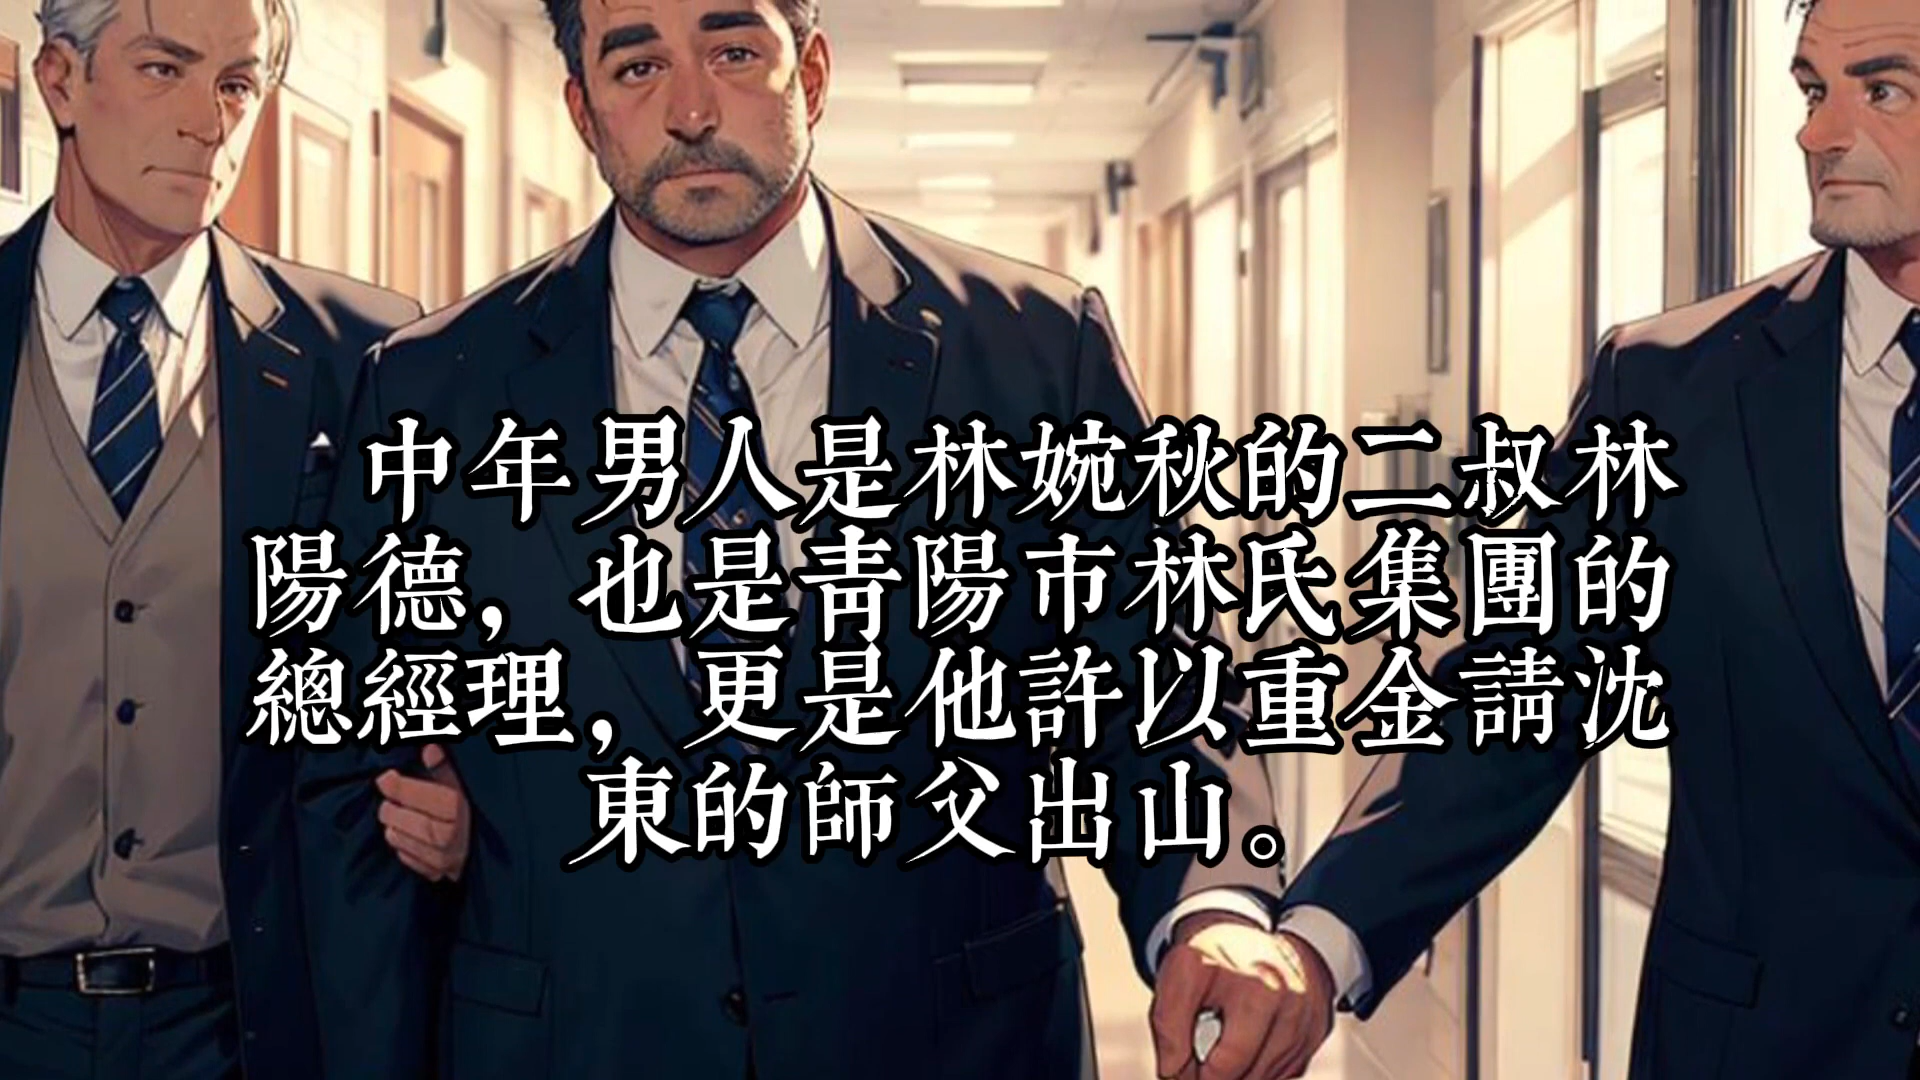 中年男人是林婉秋的二叔林
陽德，也是青陽市林氏集團的
總經理，更是他許以重金請沈
東的師父出山。